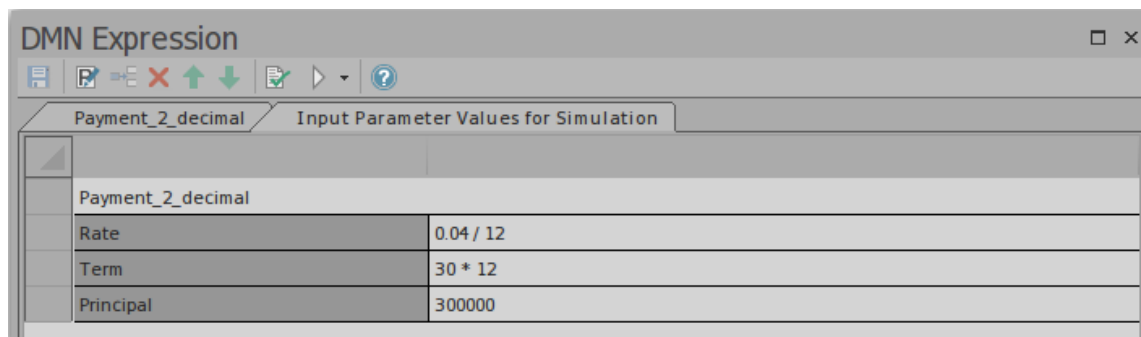 DMN Expression
Payment_2_decimal Input Parameter Values for Simulation
Payment_2_decimal
Rate 0.04 / 12
Term 30 * 12
Principal 300000